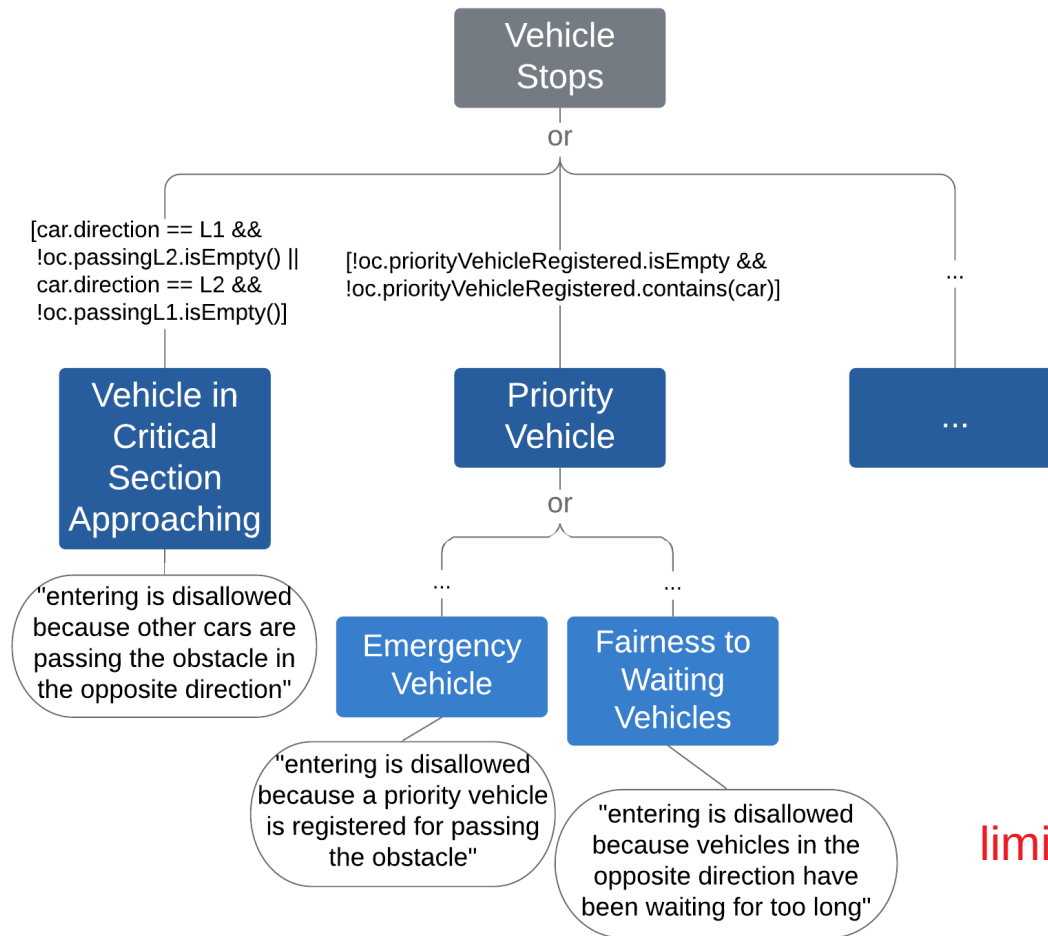 Vehicle
Stops
or
[car.direction == L1 &&
!oc.passingL2.isEmpty() ||
car.direction == L2 &&
!oc.passingL1.isEmpty()]
[!oc.priorityVehicleRegistered.isEmpty &&
!oc.priorityVehicleRegistered.contains(car)]
...
Vehicle in
Critical
Section
Approaching
Priority
Vehicle
...
or
...
...
"entering is disallowed
because other cars are
passing the obstacle in
the opposite direction"
Emergency
Vehicle
Fairness to
Waiting
Vehicles
"entering is disallowed
because a priority vehicle
is registered for passing
the obstacle"
"entering is disallowed
because vehicles in the
opposite direction have
been waiting for too long"
limi